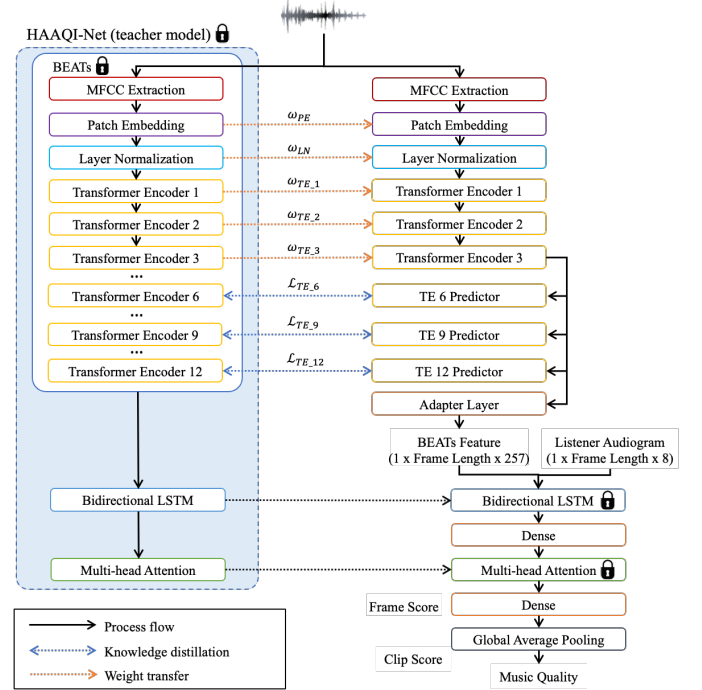 HAAQI-Net (teacher model)
BEATs
MFCC Extraction
Patch Embedding
Layer Normalization
Transformer Encoder 1
Transformer Encoder 2
Transformer Encoder 3
...
Transformer Encoder 6
...
Transformer Encoder 9
...
Transformer Encoder 12
Bidirectional LSTM
Multi-head Attention
ω_PE
ω_LN
ω_TE_1
ω_TE_2
ω_TE_3
ℒ_TE_6
ℒ_TE_9
ℒ_TE_12
MFCC Extraction
Patch Embedding
Layer Normalization
Transformer Encoder 1
Transformer Encoder 2
Transformer Encoder 3
TE 6 Predictor
TE 9 Predictor
TE 12 Predictor
Adapter Layer
BEATs Feature
(1 x Frame Length x 257)
Listener Audiogram
(1 x Frame Length x 8)
Bidirectional LSTM
Dense
Multi-head Attention
Frame Score
Dense
Global Average Pooling
Clip Score
Music Quality
Process flow
Knowledge distillation
Weight transfer